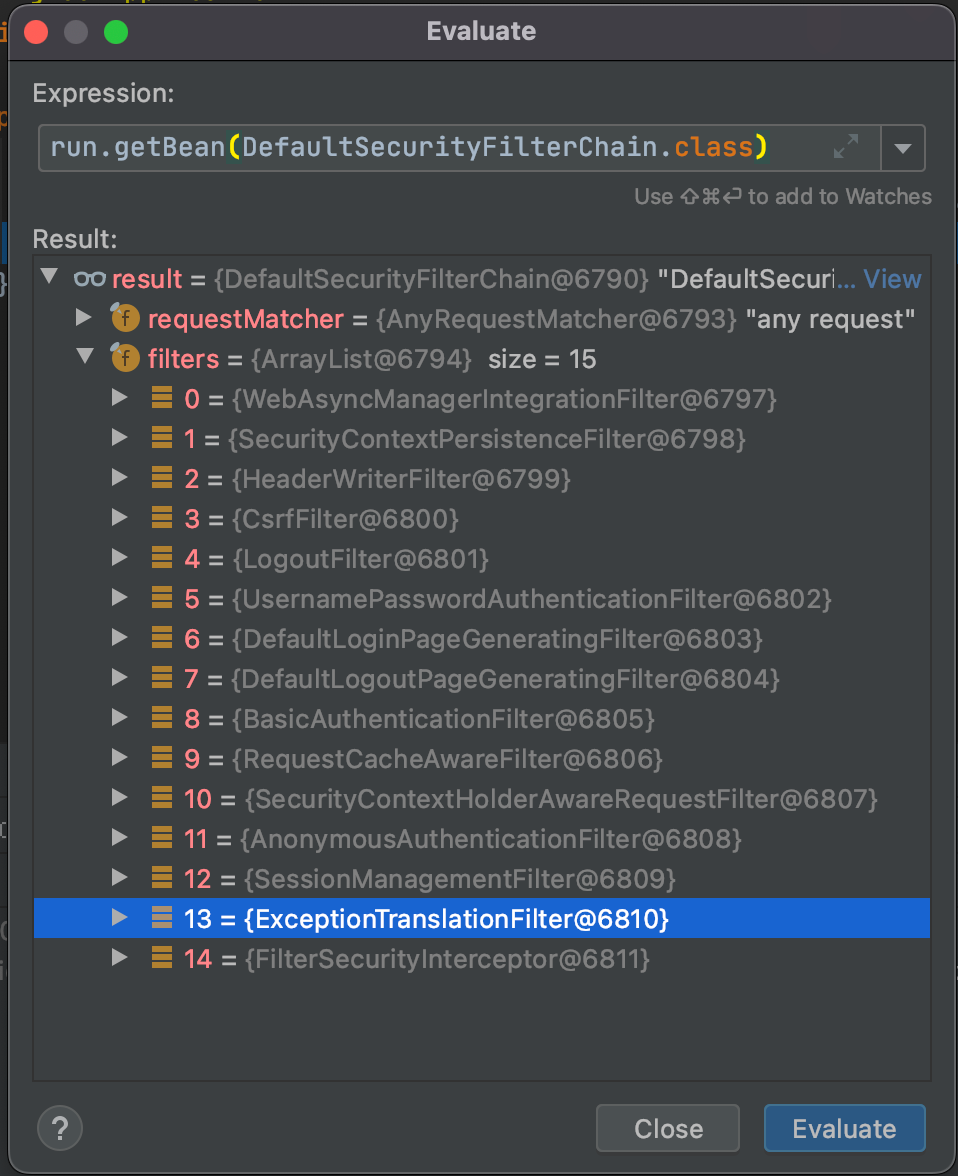 Evaluate
Expression:
run.getBean(DefaultSecurityFilterChain.class)
Use ⇧⌘⏎ to add to Watches
Result:
result = {DefaultSecurityFilterChain@6790} "DefaultSecuri... View
f requestMatcher = {AnyRequestMatcher@6793} "any request"
f filters = {ArrayList@6794} size = 15
0 = {WebAsyncManagerIntegrationFilter@6797}
1 = {SecurityContextPersistenceFilter@6798}
2 = {HeaderWriterFilter@6799}
3 = {CsrfFilter@6800}
4 = {LogoutFilter@6801}
5 = {UsernamePasswordAuthenticationFilter@6802}
6 = {DefaultLoginPageGeneratingFilter@6803}
7 = {DefaultLogoutPageGeneratingFilter@6804}
8 = {BasicAuthenticationFilter@6805}
9 = {RequestCacheAwareFilter@6806}
10 = {SecurityContextHolderAwareRequestFilter@6807}
11 = {AnonymousAuthenticationFilter@6808}
12 = {SessionManagementFilter@6809}
13 = {ExceptionTranslationFilter@6810}
14 = {FilterSecurityInterceptor@6811}
? Close Evaluate